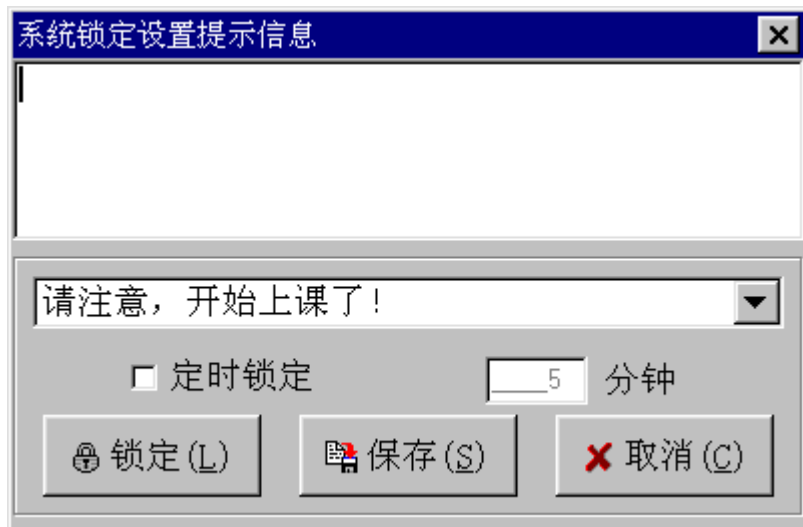 系统锁定设置提示信息
请注意，开始上课了!
定时锁定 ____5 分钟
锁定(L) 保存(S) 取消(C)